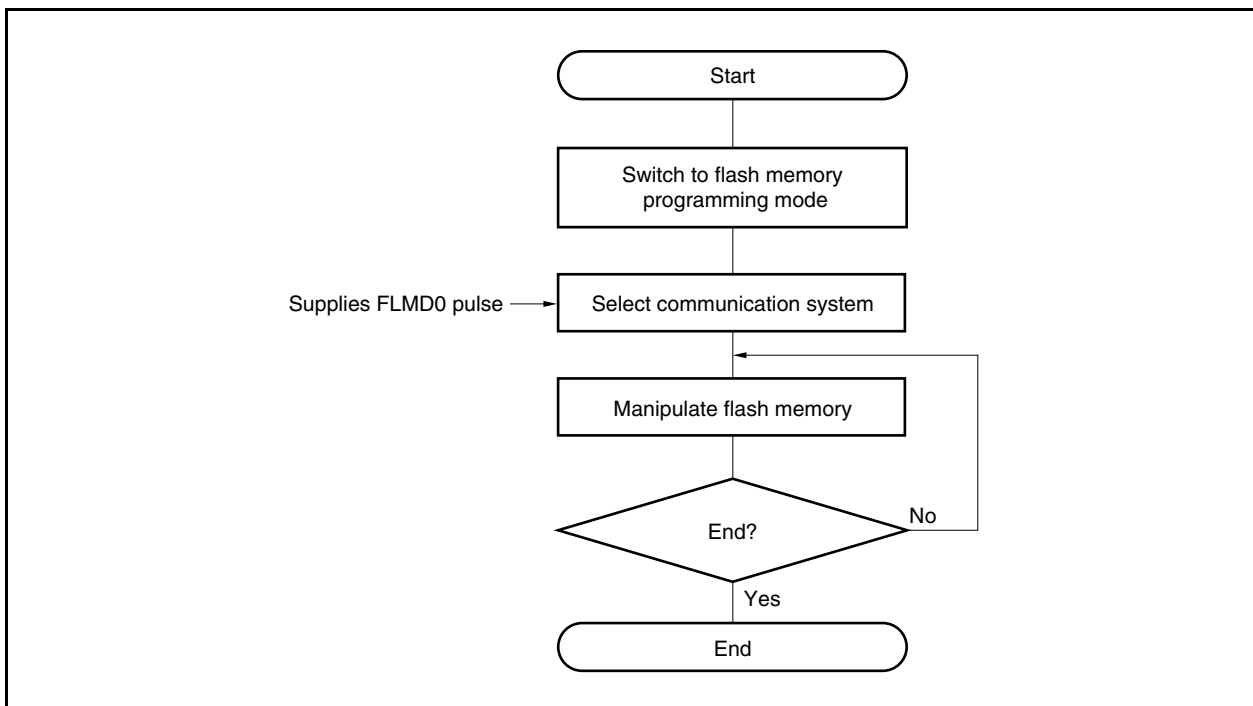 Start
Switch to flash memory
programming mode
Supplies FLMD0 pulse
Select communication system
Manipulate flash memory
End?
No
Yes
End